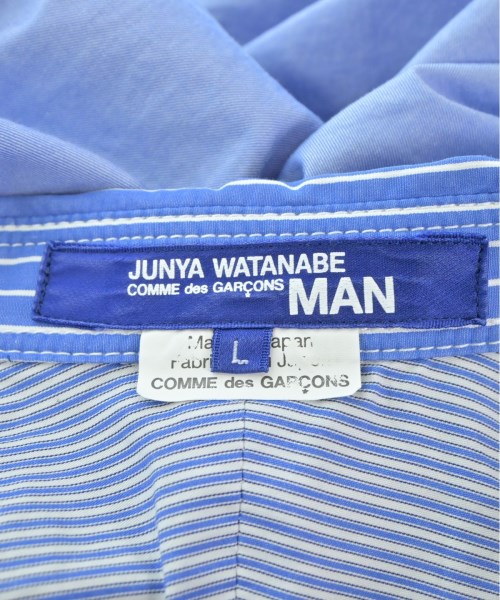 JUNYA WATANABE
COMME des GARÇONS MAN
L
COMME des GARÇONS